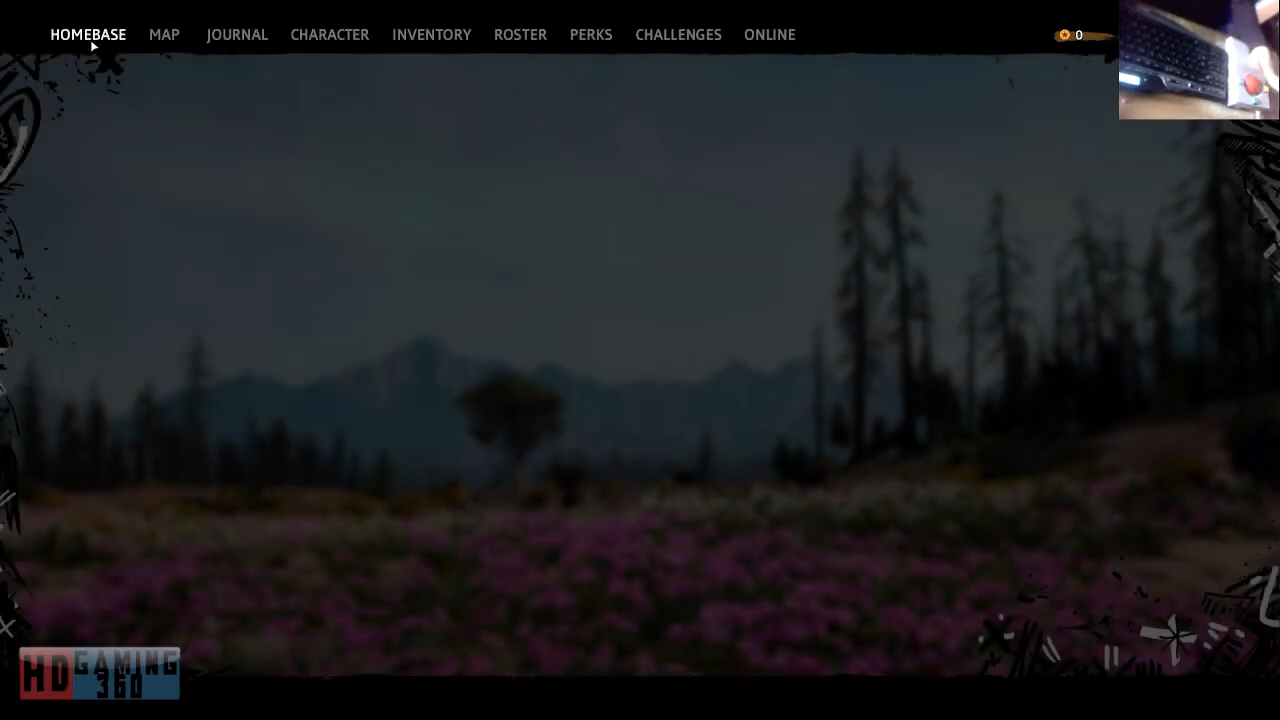 HOMEBASE MAP JOURNAL CHARACTER INVENTORY ROSTER PERKS CHALLENGES ONLINE 0
HD GAMING
360